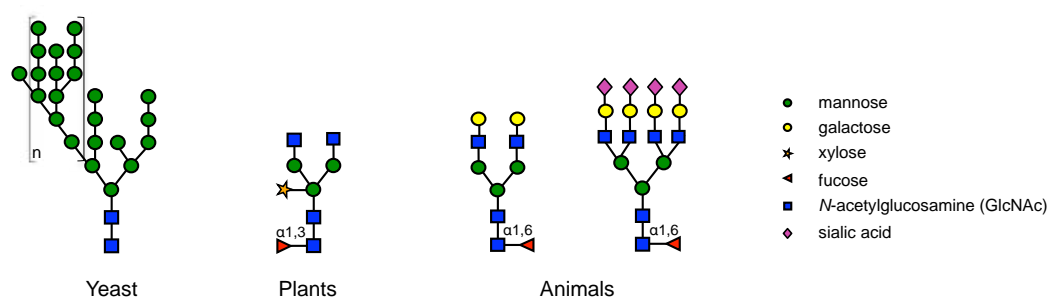 n
α1,3
α1,6
α1,6
Yeast
Plants
Animals
mannose
galactose
xylose
fucose
N-acetylglucosamine (GlcNAc)
sialic acid